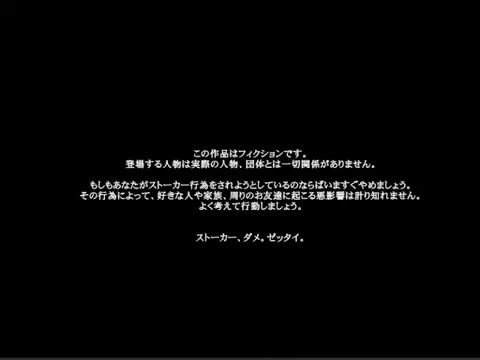 この作品はフィクションです。
登場する人物は実際の人物、団体とは一切関係がありません。
もしもあなたがストーカー行為をされようとしているのならばいますぐやめましょう。
その行為によって、好きな人や家族、周りのお友達に起こる悪影響は計り知れません。
よく考えて行動しましょう。
ストーカー、ダメ。ゼッタイ。